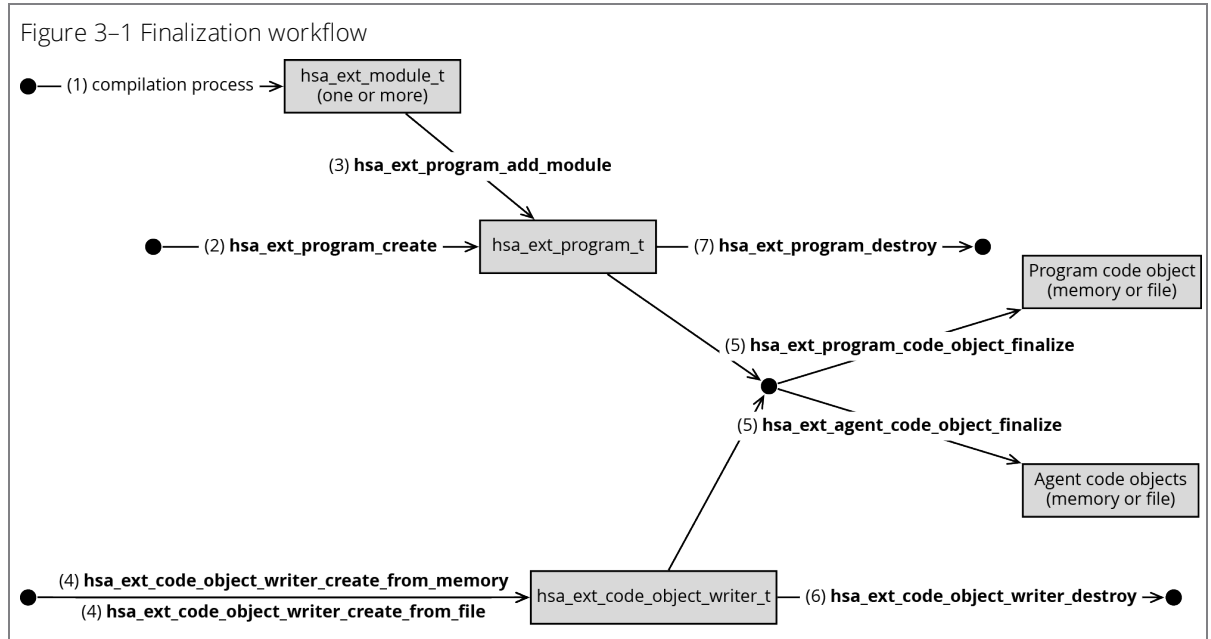 Figure 3–1 Finalization workflow
(1) compilation process
hsa_ext_module_t
(one or more)
(3) hsa_ext_program_add_module
(2) hsa_ext_program_create
hsa_ext_program_t
(7) hsa_ext_program_destroy
Program code object
(memory or file)
(5) hsa_ext_program_code_object_finalize
(5) hsa_ext_agent_code_object_finalize
Agent code objects
(memory or file)
(4) hsa_ext_code_object_writer_create_from_memory
(4) hsa_ext_code_object_writer_create_from_file
hsa_ext_code_object_writer_t
(6) hsa_ext_code_object_writer_destroy